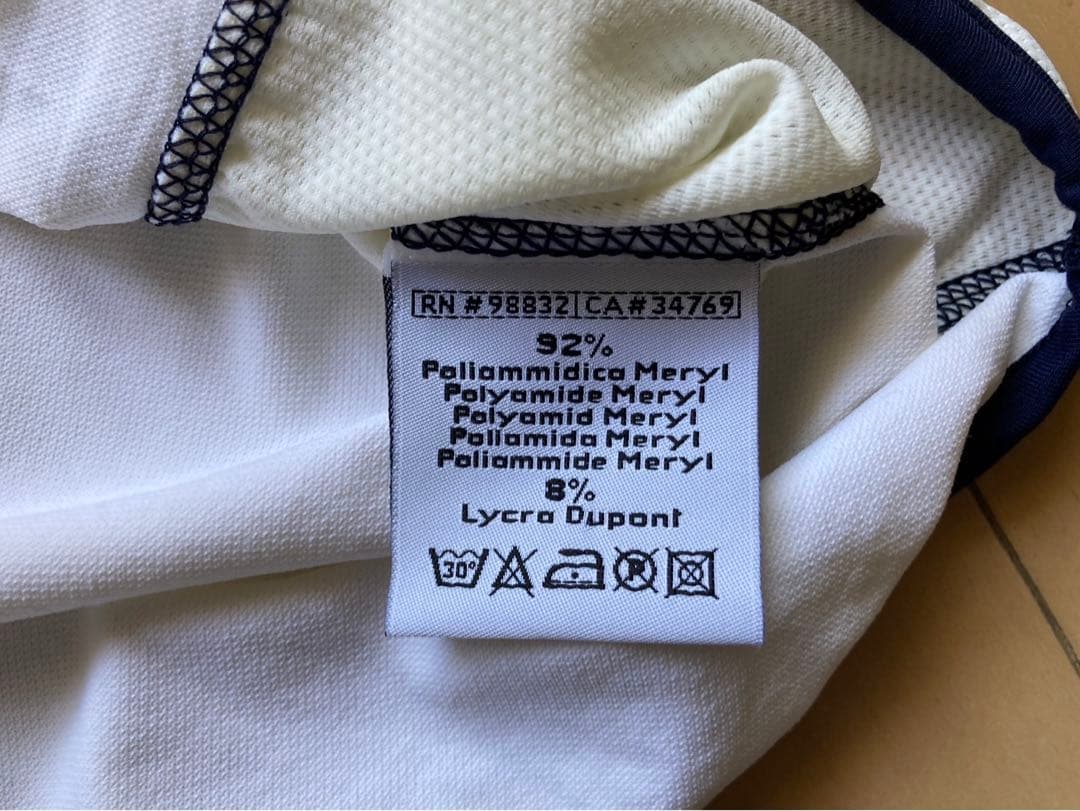 RN #98832 CA#34769
92%
Poliammidica Meryl
Polyamide Meryl
Polyamid Meryl
Poliamida Meryl
Poliammide Meryl
8%
Lycra Dupont
30°
P